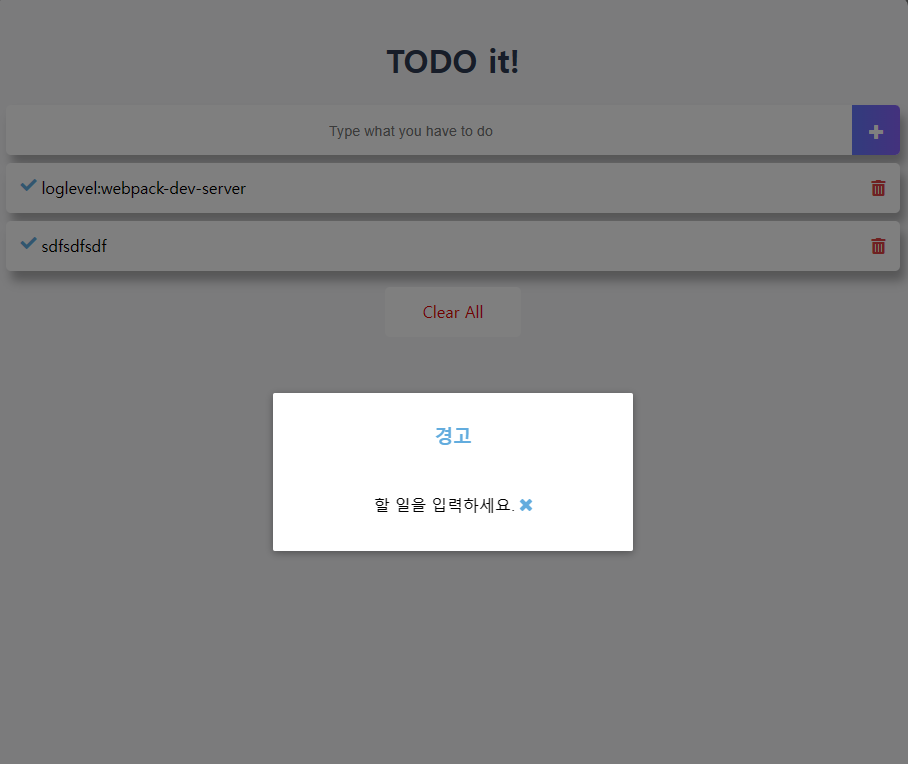 TODO it!
Type what you have to do
loglevel:webpack-dev-server
sdfsdfsdf
Clear All
경고
할 일을 입력하세요.